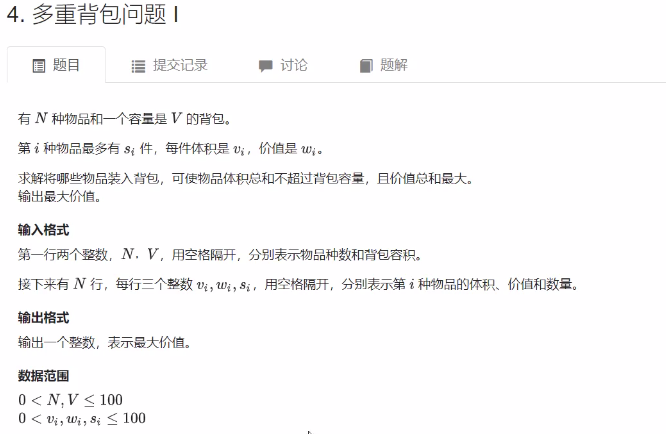 4. 多重背包问题 I
题目 提交记录 讨论 题解
有 N 种物品和一个容量是 V 的背包。
第 i 种物品最多有 s_i 件，每件体积是 v_i，价值是 w_i。
求解将哪些物品装入背包，可使物品体积总和不超过背包容量，且价值总和最大。
输出最大价值。
输入格式
第一行两个整数，N，V，用空格隔开，分别表示物品种数和背包容积。
接下来有 N 行，每行三个整数 v_i, w_i, s_i，用空格隔开，分别表示第 i 种物品的体积、价值和数量。
输出格式
输出一个整数，表示最大价值。
数据范围
0 < N, V ≤ 100
0 < v_i, w_i, s_i ≤ 100